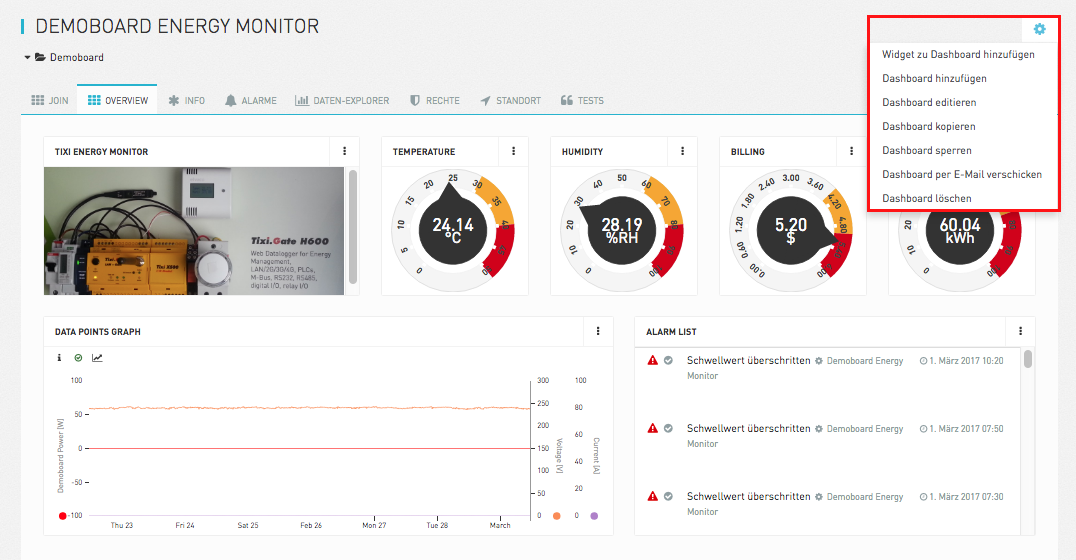 DEMOBOARD ENERGY MONITOR
Demoboard
Widget zu Dashboard hinzufügen
Dashboard hinzufügen
Dashboard editieren
Dashboard kopieren
Dashboard sperren
Dashboard per E-Mail verschicken
Dashboard löschen
JOIN OVERVIEW INFO ALARME DATEN-EXPLORER RECHTE STANDORT TESTS
TIXI ENERGY MONITOR
Tixi.Gate H600
Web Datalogger for Energy
Management,
LAN/2G/3G/KO, PLCs,
M-Bus, RS232, RS485,
digital I/O, relay I/O
TEMPERATURE
0 5 10 15 20 25 30 35
24.14
°C
HUMIDITY
0 30 40 50 60 70
28.19
%RH
BILLING
0.00 0.60 1.20 1.80 2.40 3.00 3.60 4.20 4.80
5.20
$
60.04
kWh
DATA POINTS GRAPH
100
50
0
-50
-100
Demoboard Power [W]
300
250
200
150
100
50
0
Voltage [V]
100
80
60
40
20
0
Current [A]
Thu 23 Fri 24 Sat 25 Feb 26 Mon 27 Tue 28 March
ALARM LIST
Schwellwert überschritten Demoboard Energy Monitor 1. März 2017 10:20
Schwellwert überschritten Demoboard Energy Monitor 1. März 2017 07:50
Schwellwert überschritten Demoboard Energy Monitor 1. März 2017 07:30